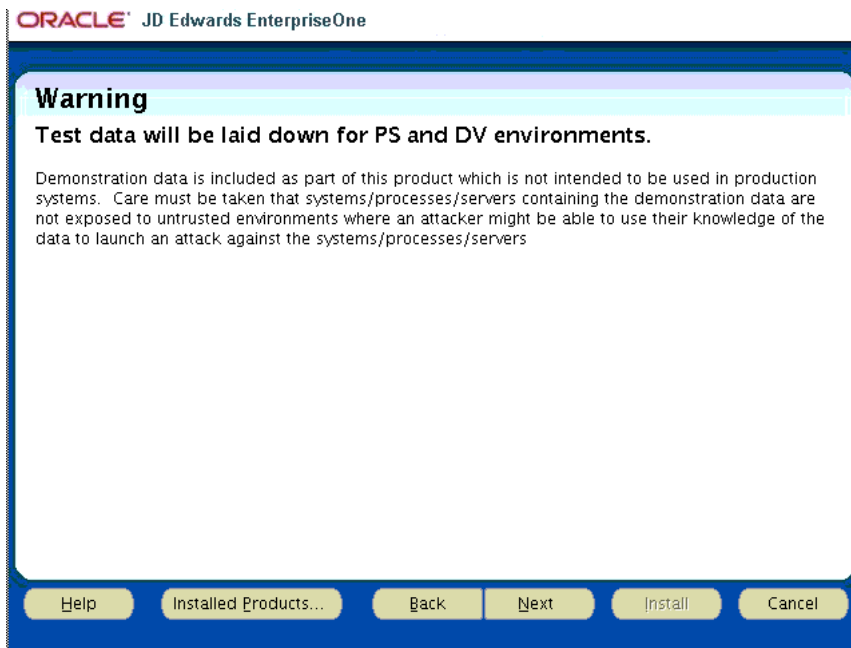 ORACLE® JD Edwards EnterpriseOne
Warning
Test data will be laid down for PS and DV environments.
Demonstration data is included as part of this product which is not intended to be used in production
systems.  Care must be taken that systems/processes/servers containing the demonstration data are
not exposed to untrusted environments where an attacker might be able to use their knowledge of the
data to launch an attack against the systems/processes/servers
Help Installed Products... Back Next Install Cancel